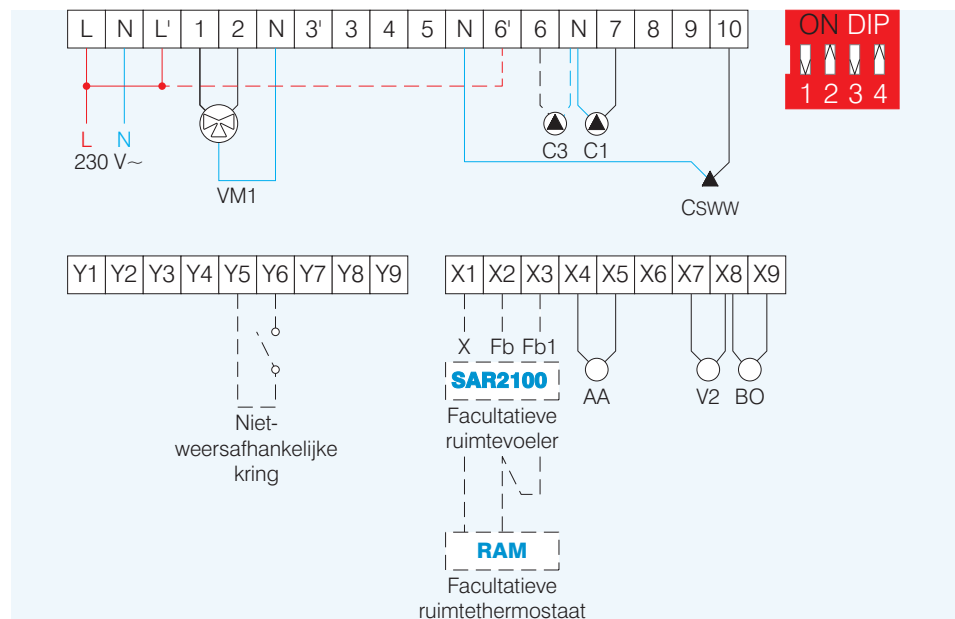 L N L' 1 2 N 3' 3 4 5 N 6' 6 N 7 8 9 10
ON DIP
1 2 3 4
L N
230 V~
VM1
C3 C1
CSWW
Y1 Y2 Y3 Y4 Y5 Y6 Y7 Y8 Y9
X1 X2 X3 X4 X5 X6 X7 X8 X9
X Fb Fb1
SAR2100
AA
V2 BO
Facultatieve
ruimtevoeler
Niet-
weersafhankelijke
kring
RAM
Facultatieve
ruimtethermostaat